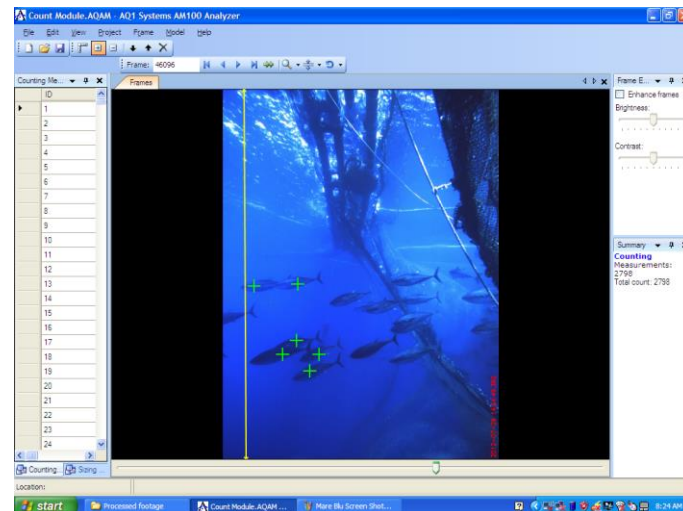 Count Module.AQAM - AQ1 Systems AM100 Analyzer
File Edit View Project Frame Model Help
Frame: 46096
Counting Me...
Frames
Frame E...
ID
Enhance frames
1
Brightness:
2
3
Contrast:
4
5
6
7
8
9
10
Summary
11
Counting
Measurements:
12
2798
13
Total count: 2798
14
15
16
17
18
19
20
21
22
23
24
Counting...
Sizing
Location:
start
Processed footage
Count Module.AQAM ...
Mare Blu Screen Shot...
8:24 AM